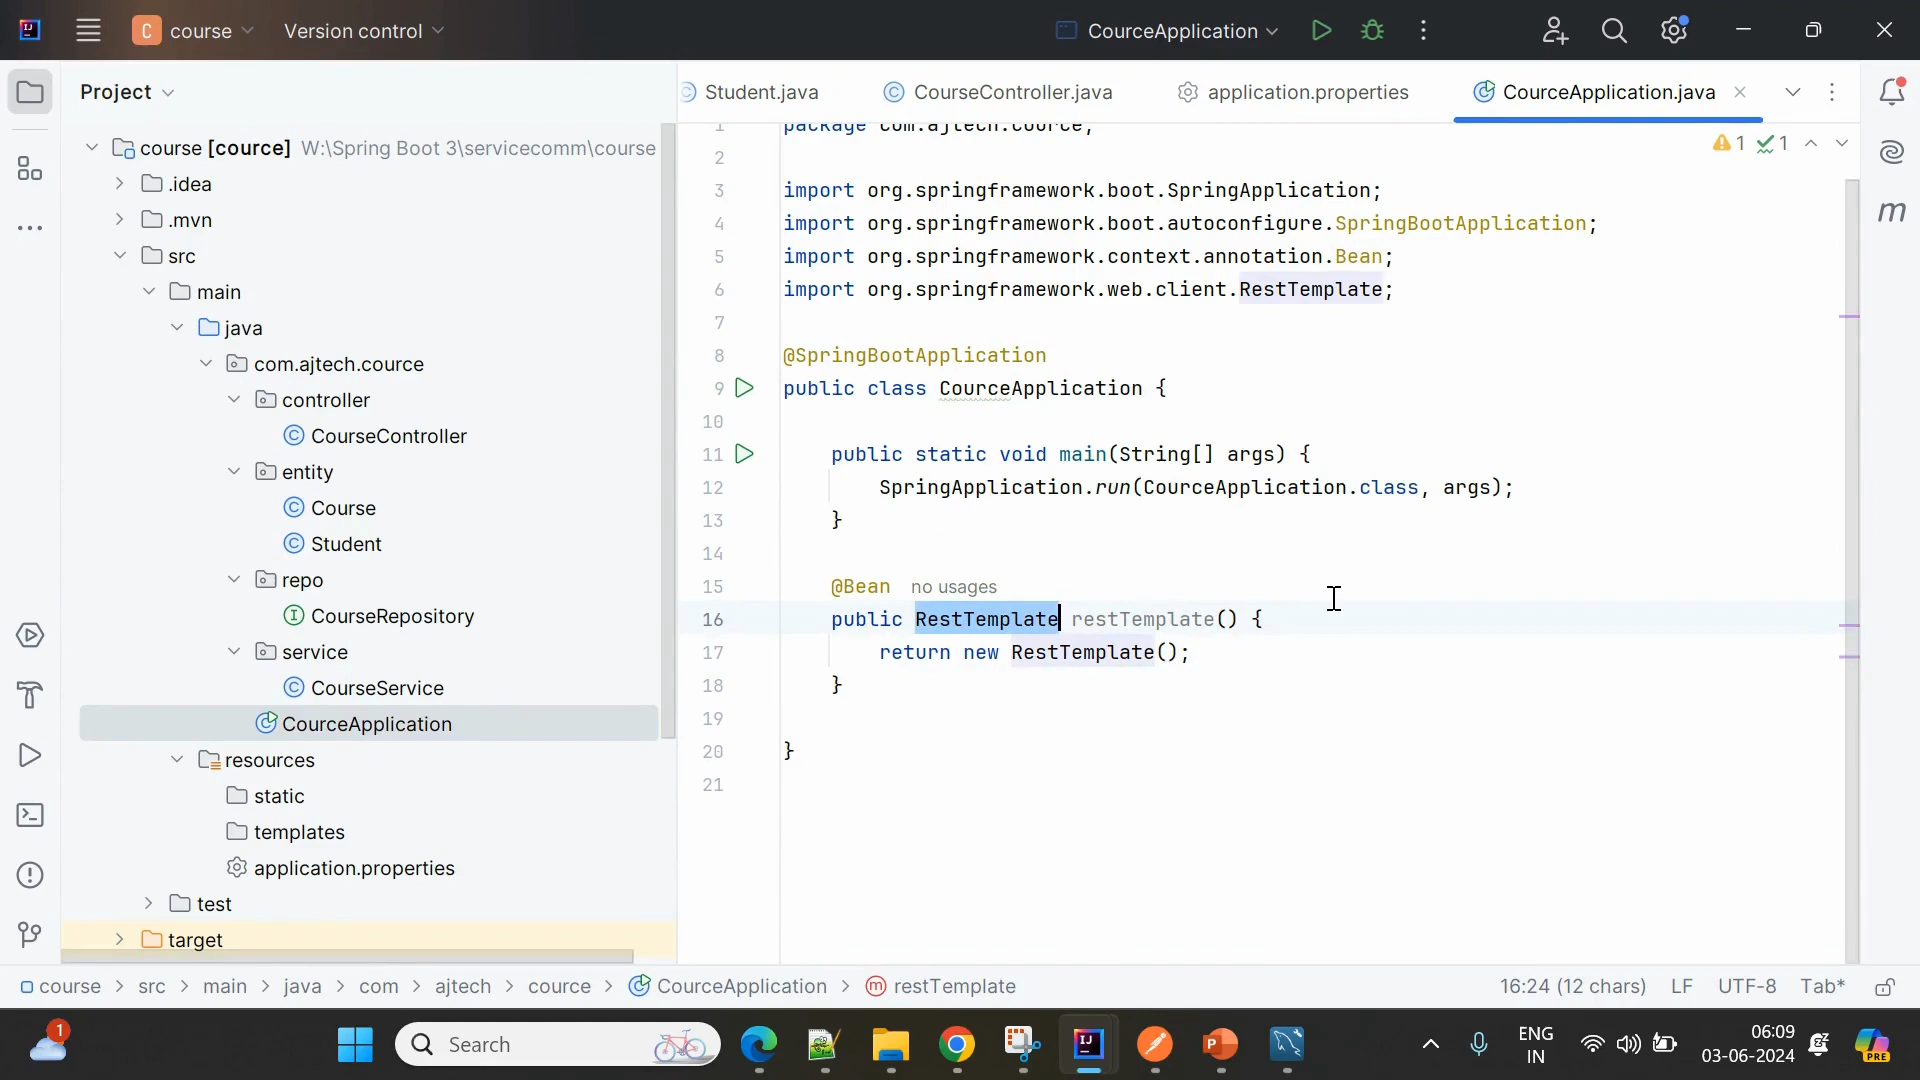 C course Version control CourceApplication
Project
Student.java CourseController.java application.properties CourceApplication.java
course [cource] W:\Spring Boot 3\servicecomm\course
.idea
.mvn
src
main
java
com.ajtech.cource
controller
CourseController
entity
Course
Student
repo
CourseRepository
service
CourseService
CourceApplication
resources
static
templates
application.properties
test
target
1 package com.ajtech.cource;
2
3 import org.springframework.boot.SpringApplication;
4 import org.springframework.boot.autoconfigure.SpringBootApplication;
5 import org.springframework.context.annotation.Bean;
6 import org.springframework.web.client.RestTemplate;
7
8 @SpringBootApplication
9 public class CourceApplication {
10
11 public static void main(String[] args) {
12 SpringApplication.run(CourceApplication.class, args);
13 }
14
15 @Bean no usages
16 public RestTemplate restTemplate() {
17 return new RestTemplate();
18 }
19
20 }
21
1 1
m
course > src > main > java > com > ajtech > cource > CourceApplication > m restTemplate 16:24 (12 chars) LF UTF-8 Tab*
1 Search ENG 06:09
IN 03-06-2024 PRE